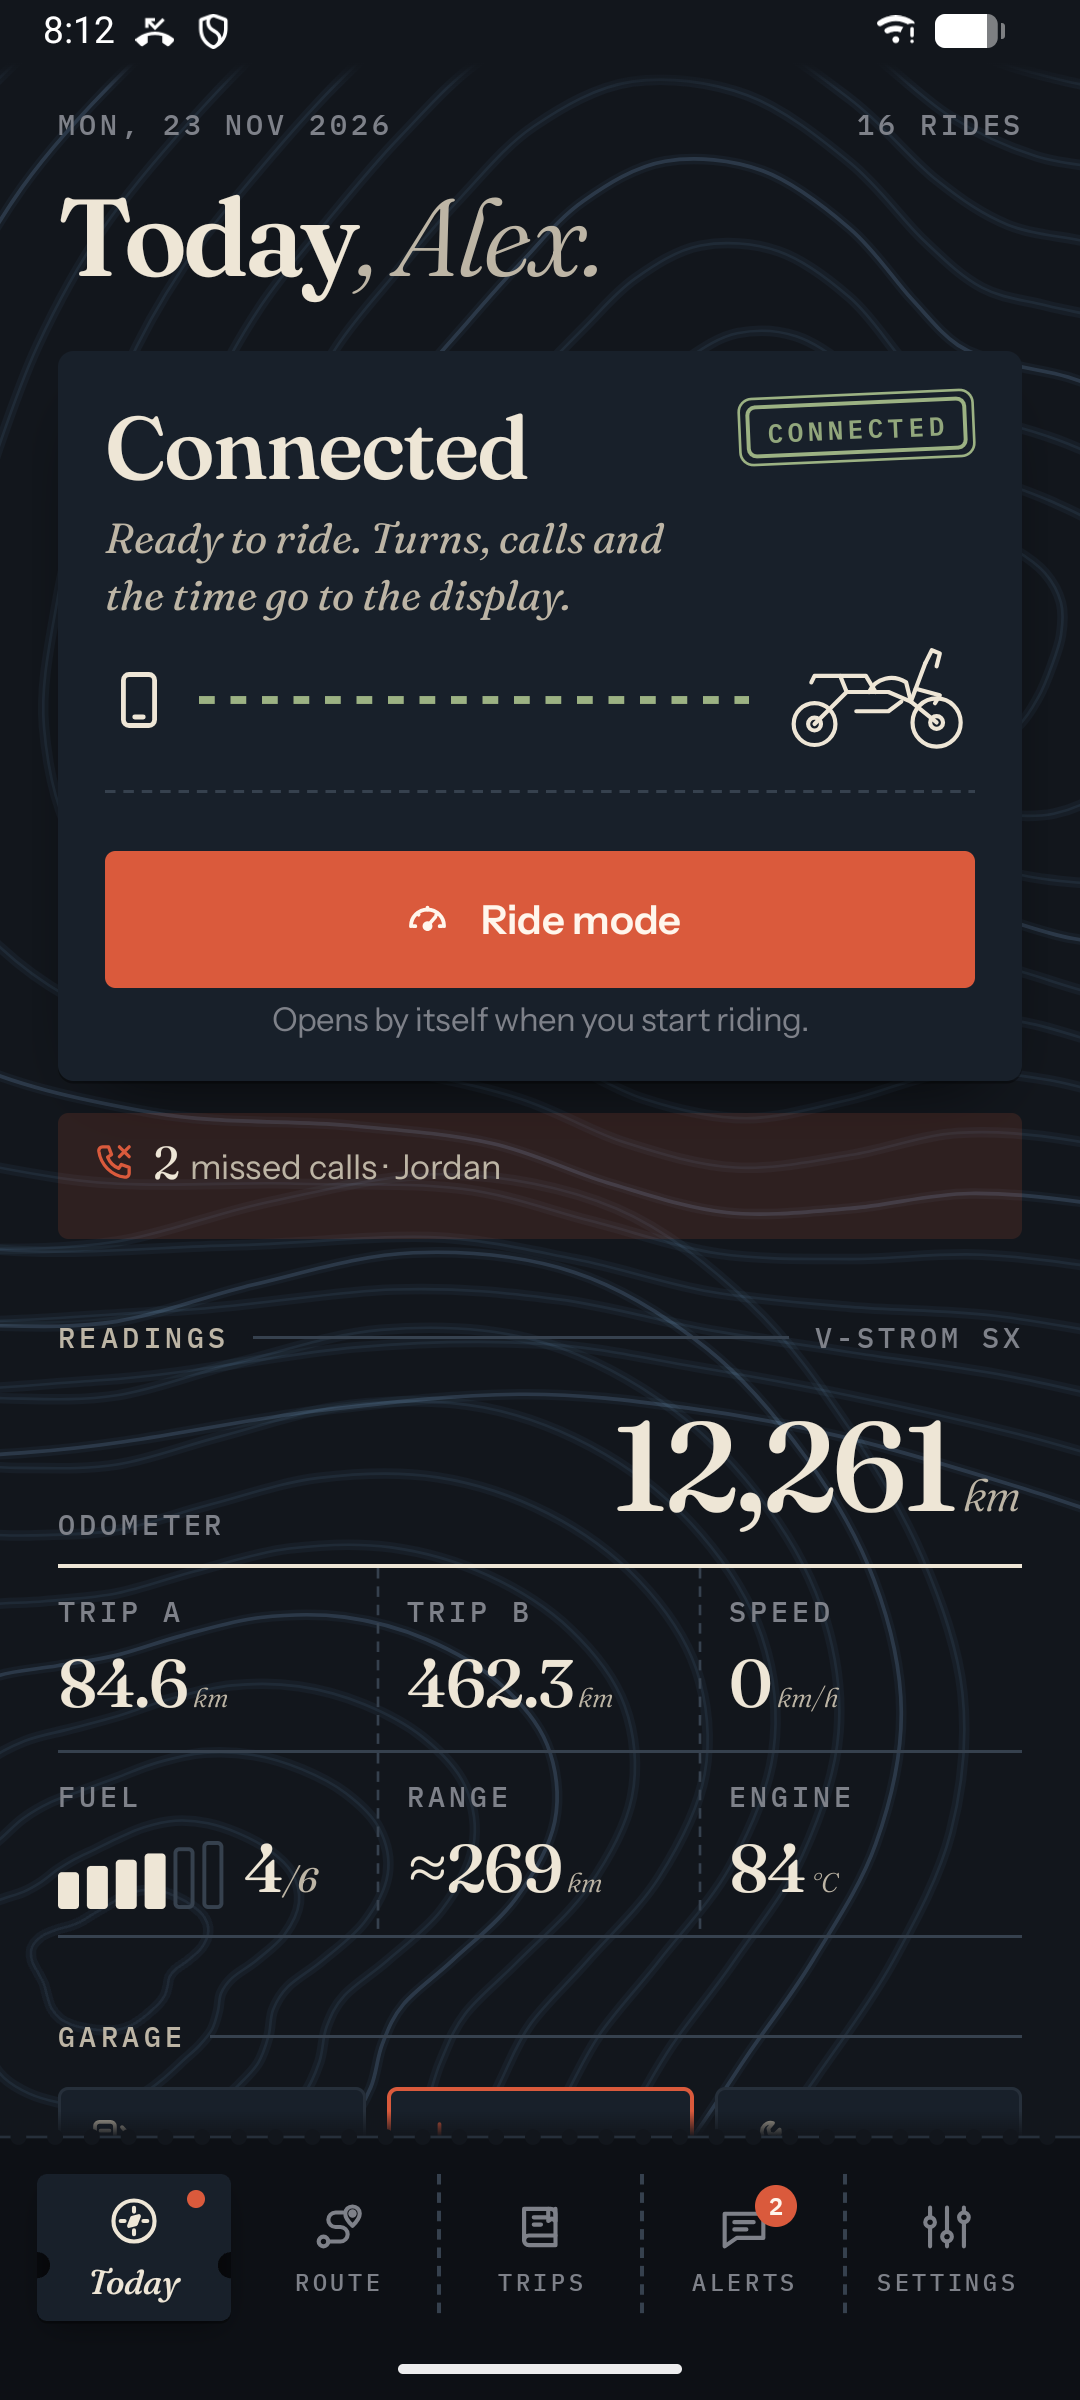 8:12
MON, 23 NOV 2026
16 RIDES
Today, Alex.
Connected
CONNECTED
Ready to ride. Turns, calls and
the time go to the display.
Ride mode
Opens by itself when you start riding.
2 missed calls · Jordan
READINGS
V-STROM SX
ODOMETER
12,261 km
TRIP A
TRIP B
SPEED
84.6 km
462.3 km
0 km/h
FUEL
RANGE
ENGINE
4/6
≈269 km
84 °C
GARAGE
2
Today
ROUTE
TRIPS
ALERTS
SETTINGS